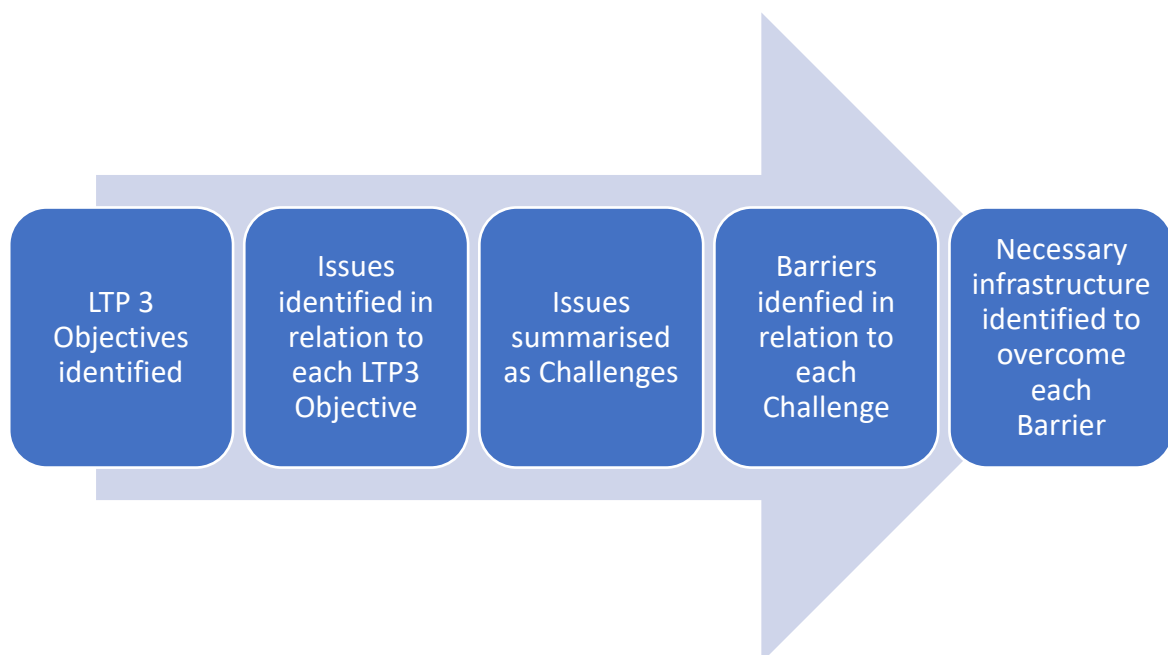 LTP 3
Objectives
identified
Issues
identified in
relation to
each LTP3
Objective
Issues
summarised
as Challenges
Barriers
idenfied in
relation to
each
Challenge
Necessary
infrastructure
identified to
overcome
each
Barrier